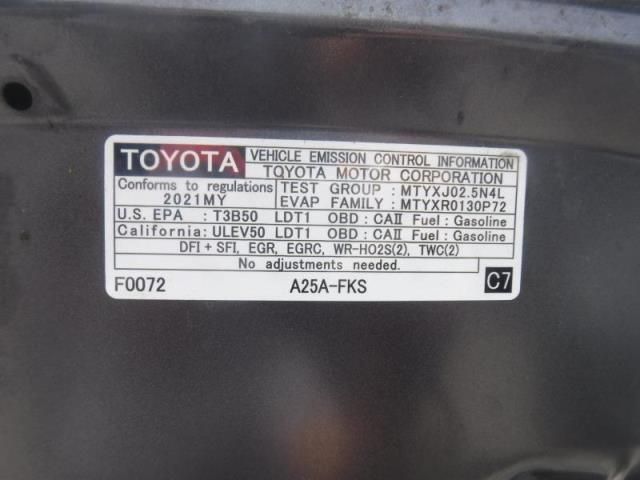 TOYOTA VEHICLE EMISSION CONTROL INFORMATION
TOYOTA MOTOR CORPORATION
Conforms to regulations TEST GROUP : MTYXJ02.5N4L
2021MY EVAP FAMILY : MTYXR0130P72
U.S. EPA : T3B50 LDT1 OBD : CAII Fuel : Gasoline
California: ULEV50 LDT1 OBD : CAII Fuel : Gasoline
DFI + SFI, EGR, EGRC, WR-HO2S(2), TWC(2)
No adjustments needed.
F0072 A25A-FKS C7